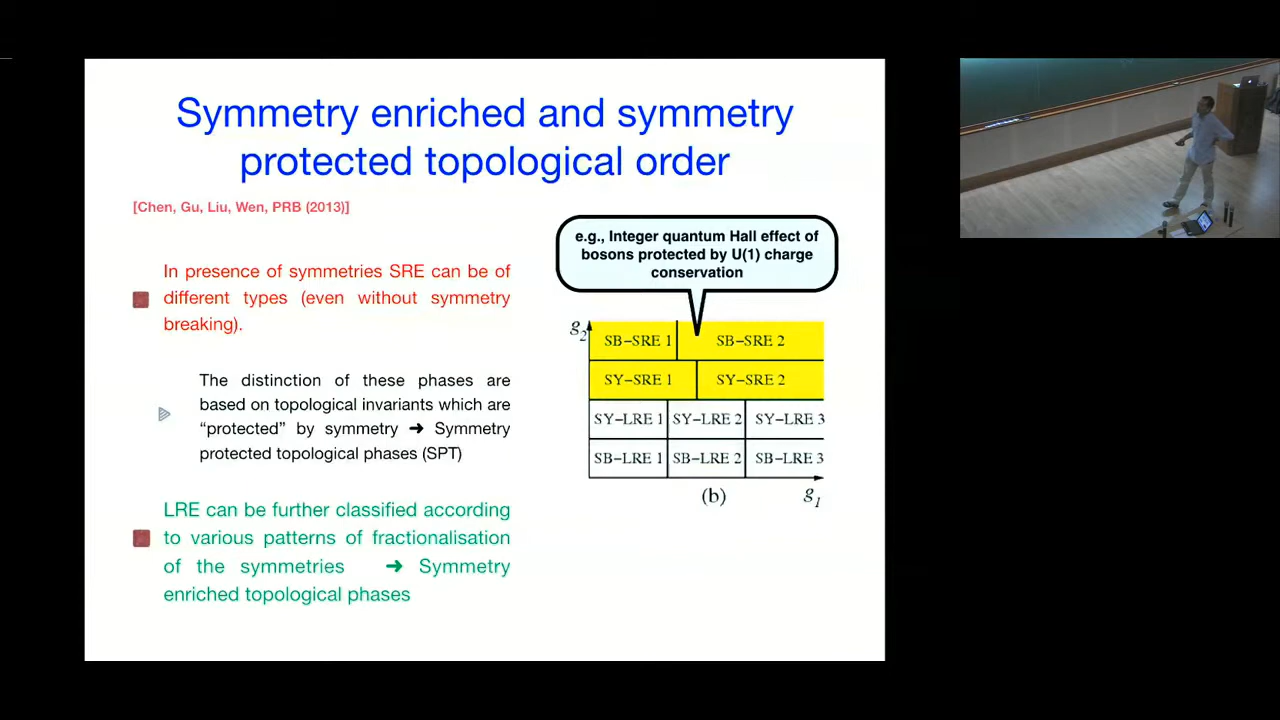 Symmetry enriched and symmetry
protected topological order
[Chen, Gu, Liu, Wen, PRB (2013)]
In presence of symmetries SRE can be of
different types (even without symmetry
breaking).
The distinction of these phases are
based on topological invariants which are
“protected” by symmetry ➜ Symmetry
protected topological phases (SPT)
LRE can be further classified according
to various patterns of fractionalisation
of the symmetries ➜ Symmetry
enriched topological phases
e.g., Integer quantum Hall effect of
bosons protected by U(1) charge
conservation
g2
SB–SRE 1 SB–SRE 2
SY–SRE 1 SY–SRE 2
SY–LRE 1 SY–LRE 2 SY–LRE 3
SB–LRE 1 SB–LRE 2 SB–LRE 3
(b) g1